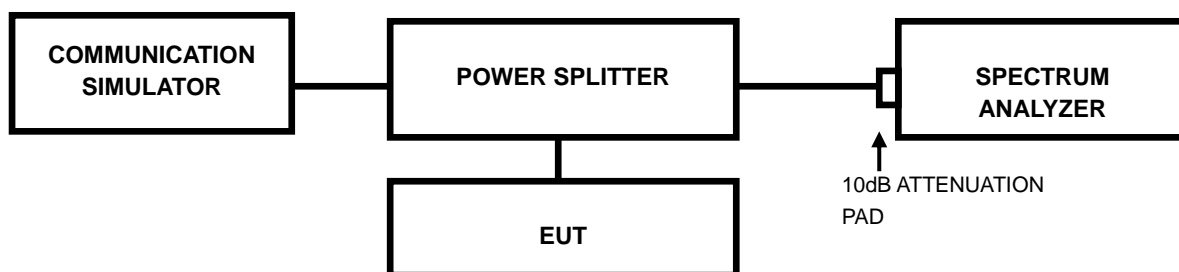 COMMUNICATION
SIMULATOR
POWER SPLITTER
SPECTRUM
ANALYZER
10dB ATTENUATION
PAD
EUT